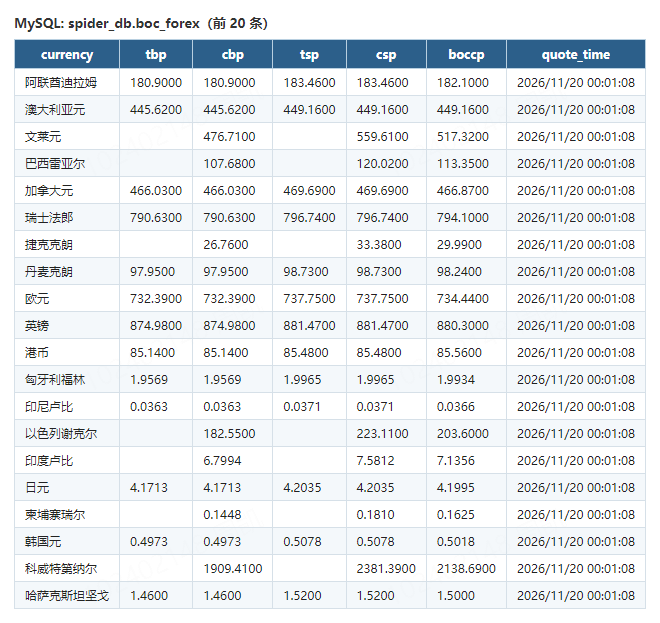 MySQL: spider_db.boc_forex（前 20 条）
currency tbp cbp tsp csp boccp quote_time
阿联酋迪拉姆 180.9000 180.9000 183.4600 183.4600 182.1000 2026/11/20 00:01:08
澳大利亚元 445.6200 445.6200 449.1600 449.1600 449.1600 2026/11/20 00:01:08
文莱元 476.7100 559.6100 517.3200 2026/11/20 00:01:08
巴西雷亚尔 107.6800 120.0200 113.3500 2026/11/20 00:01:08
加拿大元 466.0300 466.0300 469.6900 469.6900 466.8700 2026/11/20 00:01:08
瑞士法郎 790.6300 790.6300 796.7400 796.7400 794.1000 2026/11/20 00:01:08
捷克克朗 26.7600 33.3800 29.9900 2026/11/20 00:01:08
丹麦克朗 97.9500 97.9500 98.7300 98.7300 98.2400 2026/11/20 00:01:08
欧元 732.3900 732.3900 737.7500 737.7500 734.4400 2026/11/20 00:01:08
英镑 874.9800 874.9800 881.4700 881.4700 880.3000 2026/11/20 00:01:08
港币 85.1400 85.1400 85.4800 85.4800 85.5600 2026/11/20 00:01:08
匈牙利福林 1.9569 1.9569 1.9965 1.9965 1.9934 2026/11/20 00:01:08
印尼卢比 0.0363 0.0363 0.0371 0.0371 0.0366 2026/11/20 00:01:08
以色列谢克尔 182.5500 223.1100 203.6000 2026/11/20 00:01:08
印度卢比 6.7994 7.5812 7.1356 2026/11/20 00:01:08
日元 4.1713 4.1713 4.2035 4.2035 4.1995 2026/11/20 00:01:08
柬埔寨瑞尔 0.1448 0.1810 0.1625 2026/11/20 00:01:08
韩国元 0.4973 0.4973 0.5078 0.5078 0.5018 2026/11/20 00:01:08
科威特第纳尔 1909.4100 2381.3900 2138.6900 2026/11/20 00:01:08
哈萨克斯坦坚戈 1.4600 1.4600 1.5200 1.5200 1.5000 2026/11/20 00:01:08